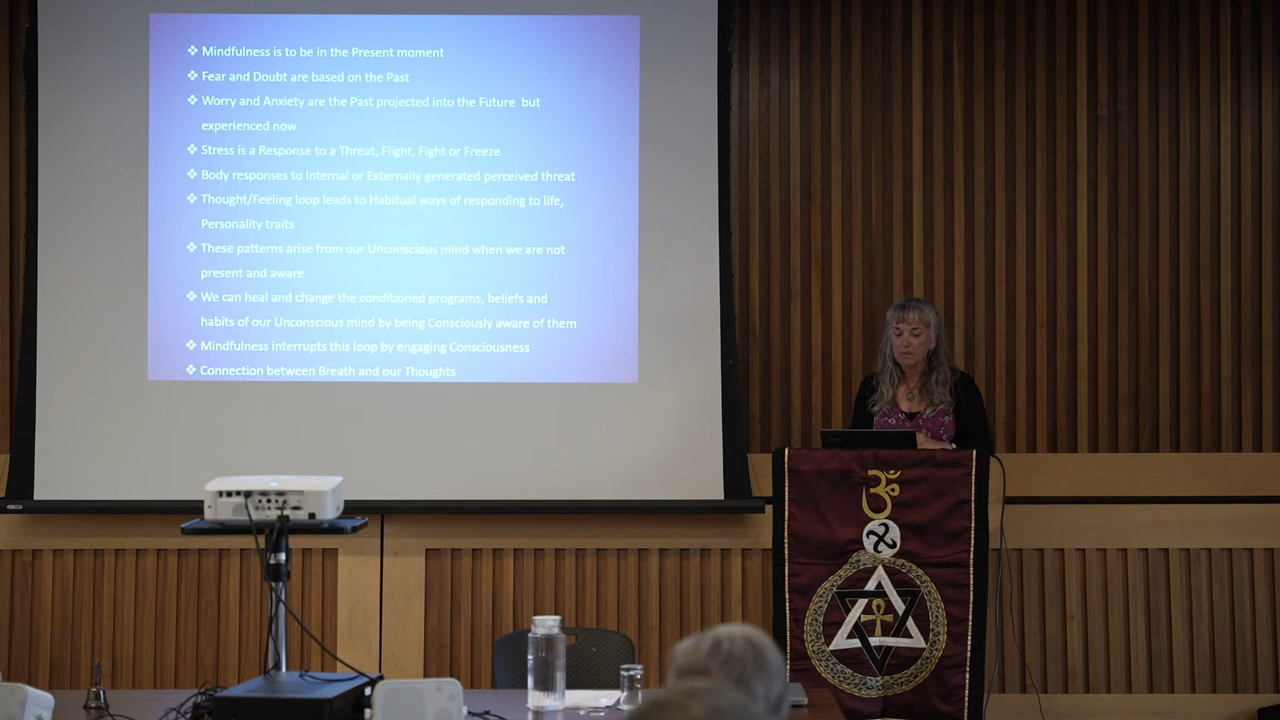 ❖ Mindfulness is to be in the Present moment
❖ Fear and Doubt are based on the Past
❖ Worry and Anxiety are the Past projected into the Future but
experienced now
❖ Stress is a Response to a Threat, Flight, Fight or Freeze
❖ Body responses to Internal or Externally generated perceived threat
❖ Thought/Feeling loop leads to Habitual ways of responding to life,
Personality traits
❖ These patterns arise from our Unconscious mind when we are not
present and aware
❖ We can heal and change the conditioned programs, beliefs and
habits of our Unconscious mind by being Consciously aware of them
❖ Mindfulness interrupts this loop by engaging Consciousness
❖ Connection between Breath and our Thoughts
ॐ